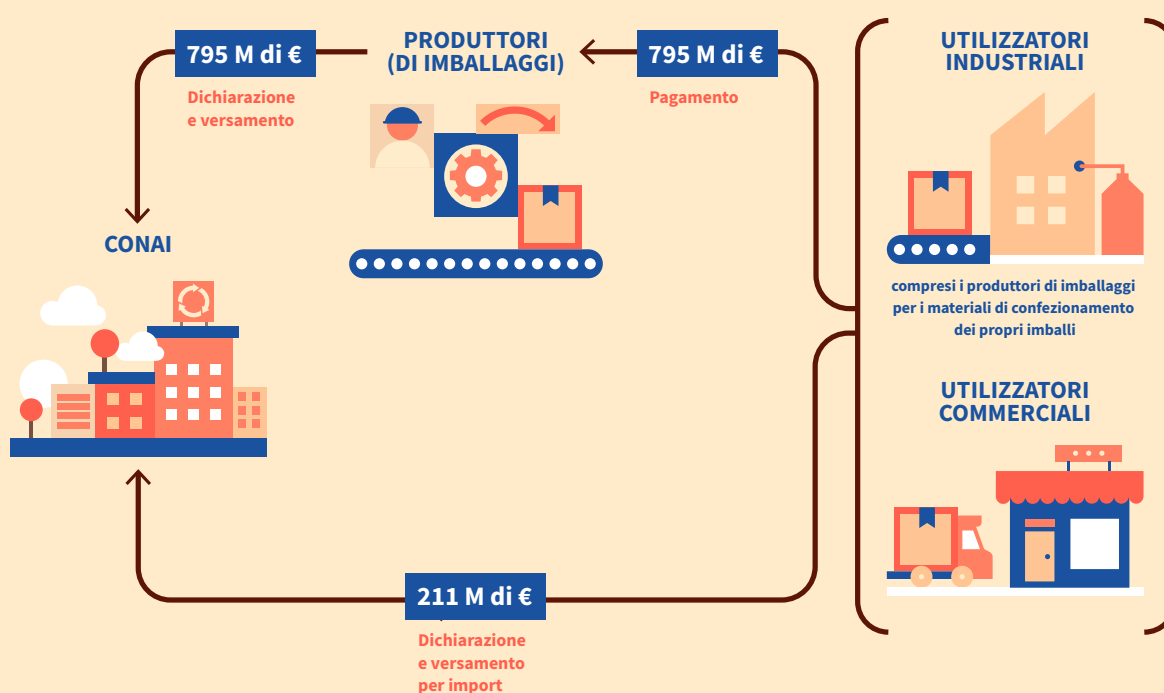 795 M di €
Dichiarazione
e versamento
PRODUTTORI
(DI IMBALLAGGI)
795 M di €
Pagamento
UTILIZZATORI
INDUSTRIALI
compresi i produttori di imballaggi
per i materiali di confezionamento
dei propri imballi
CONAI
UTILIZZATORI
COMMERCIALI
211 M di €
Dichiarazione
e versamento
per import